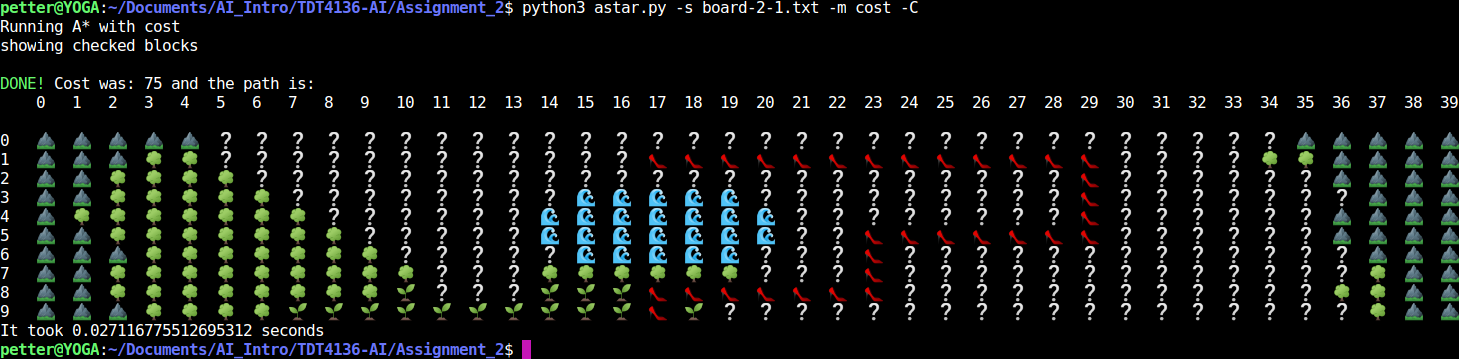 petter@YOGA:~/Documents/AI_Intro/TDT4136-AI/Assignment_2$ python3 astar.py -s board-2-1.txt -m cost -C
Running A* with cost
showing checked blocks
DONE! Cost was: 75 and the path is:
0 1 2 3 4 5 6 7 8 9 10 11 12 13 14 15 16 17 18 19 20 21 22 23 24 25 26 27 28 29 30 31 32 33 34 35 36 37 38 39
0 ? ? ? ? ? ? ? ? ? ? ? ? ? ? ? ? ? ? ? ? ? ? ? ? ? ? ? ? ? ?
1 ? ? ? ? ? ? ? ? ? ? ? ? ? ? ? ?
2 ? ? ? ? ? ? ? ? ? ? ? ? ? ? ? ? ? ? ? ? ? ? ? ? ? ? ? ? ?
3 ? ? ? ? ? ? ? ? ? ? ? ? ? ? ? ? ? ? ? ? ? ? ? ?
4 ? ? ? ? ? ? ? ? ? ? ? ? ? ? ? ? ? ? ? ?
5 ? ? ? ? ? ? ? ? ? ? ? ? ?
6 ? ? ? ? ? ? ? ? ? ? ? ? ? ? ? ? ? ? ? ? ?
7 ? ? ? ? ? ? ? ? ? ? ? ? ? ? ? ? ? ? ?
8 ? ? ? ? ? ? ? ? ? ? ? ? ? ? ?
9 ? ? ? ? ? ? ? ? ? ? ? ? ? ? ? ? ? ?
It took 0.027116775512695312 seconds
petter@YOGA:~/Documents/AI_Intro/TDT4136-AI/Assignment_2$